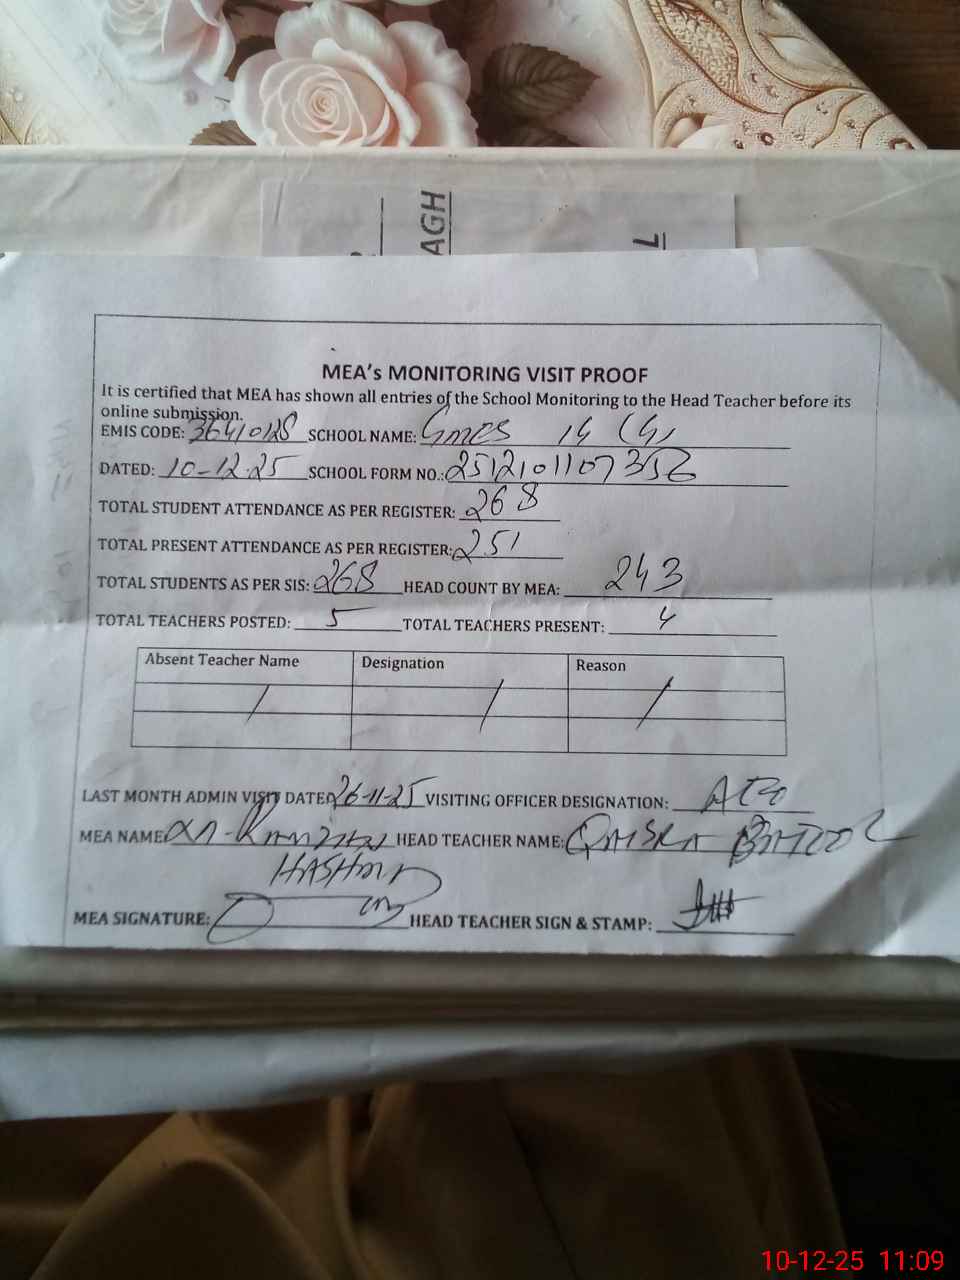 AGH
L
MEA's MONITORING VISIT PROOF
It is certified that MEA has shown all entries of the School Monitoring to the Head Teacher before its
online submission.
EMIS CODE: 36410128 SCHOOL NAME: GMES 14 (G)
DATED: 10-12-25 SCHOOL FORM NO.: 2512101107356
TOTAL STUDENT ATTENDANCE AS PER REGISTER: 268
TOTAL PRESENT ATTENDANCE AS PER REGISTER: 251
TOTAL STUDENTS AS PER SIS: 268 HEAD COUNT BY MEA: 243
TOTAL TEACHERS POSTED: 5 TOTAL TEACHERS PRESENT: 4
Absent Teacher Name Designation Reason
/ / /
LAST MONTH ADMIN VISIT DATED 26-11-25 VISITING OFFICER DESIGNATION: AEO
MEA NAME: HEAD TEACHER NAME: QAISRA BATOOL
HASHMI
MEA SIGNATURE: HEAD TEACHER SIGN & STAMP:
10-12-25 11:09